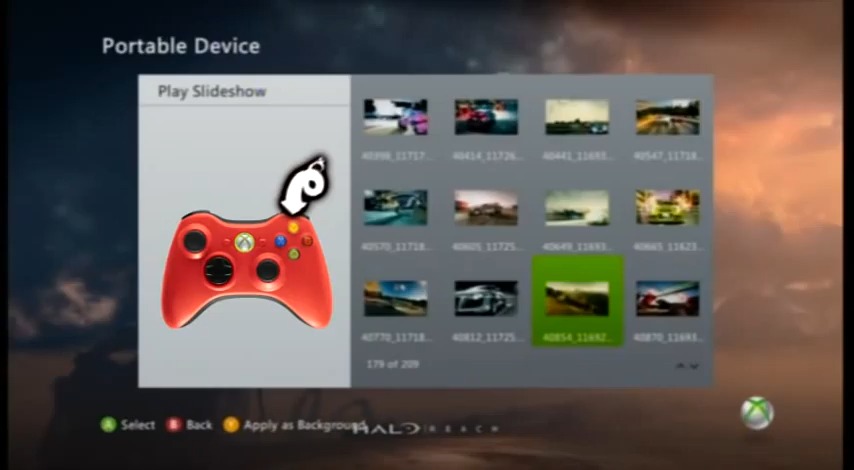 Portable Device
Play Slideshow
40398_11717...
40414_11726...
40441_11693...
40547_11718...
40570_11718...
40605_11725...
40649_11693...
40665_11623...
40770_11718...
40812_11725...
40854_11692...
40870_11693...
179 of 209
A Select
B Back
Y Apply as Background
HALO REACH